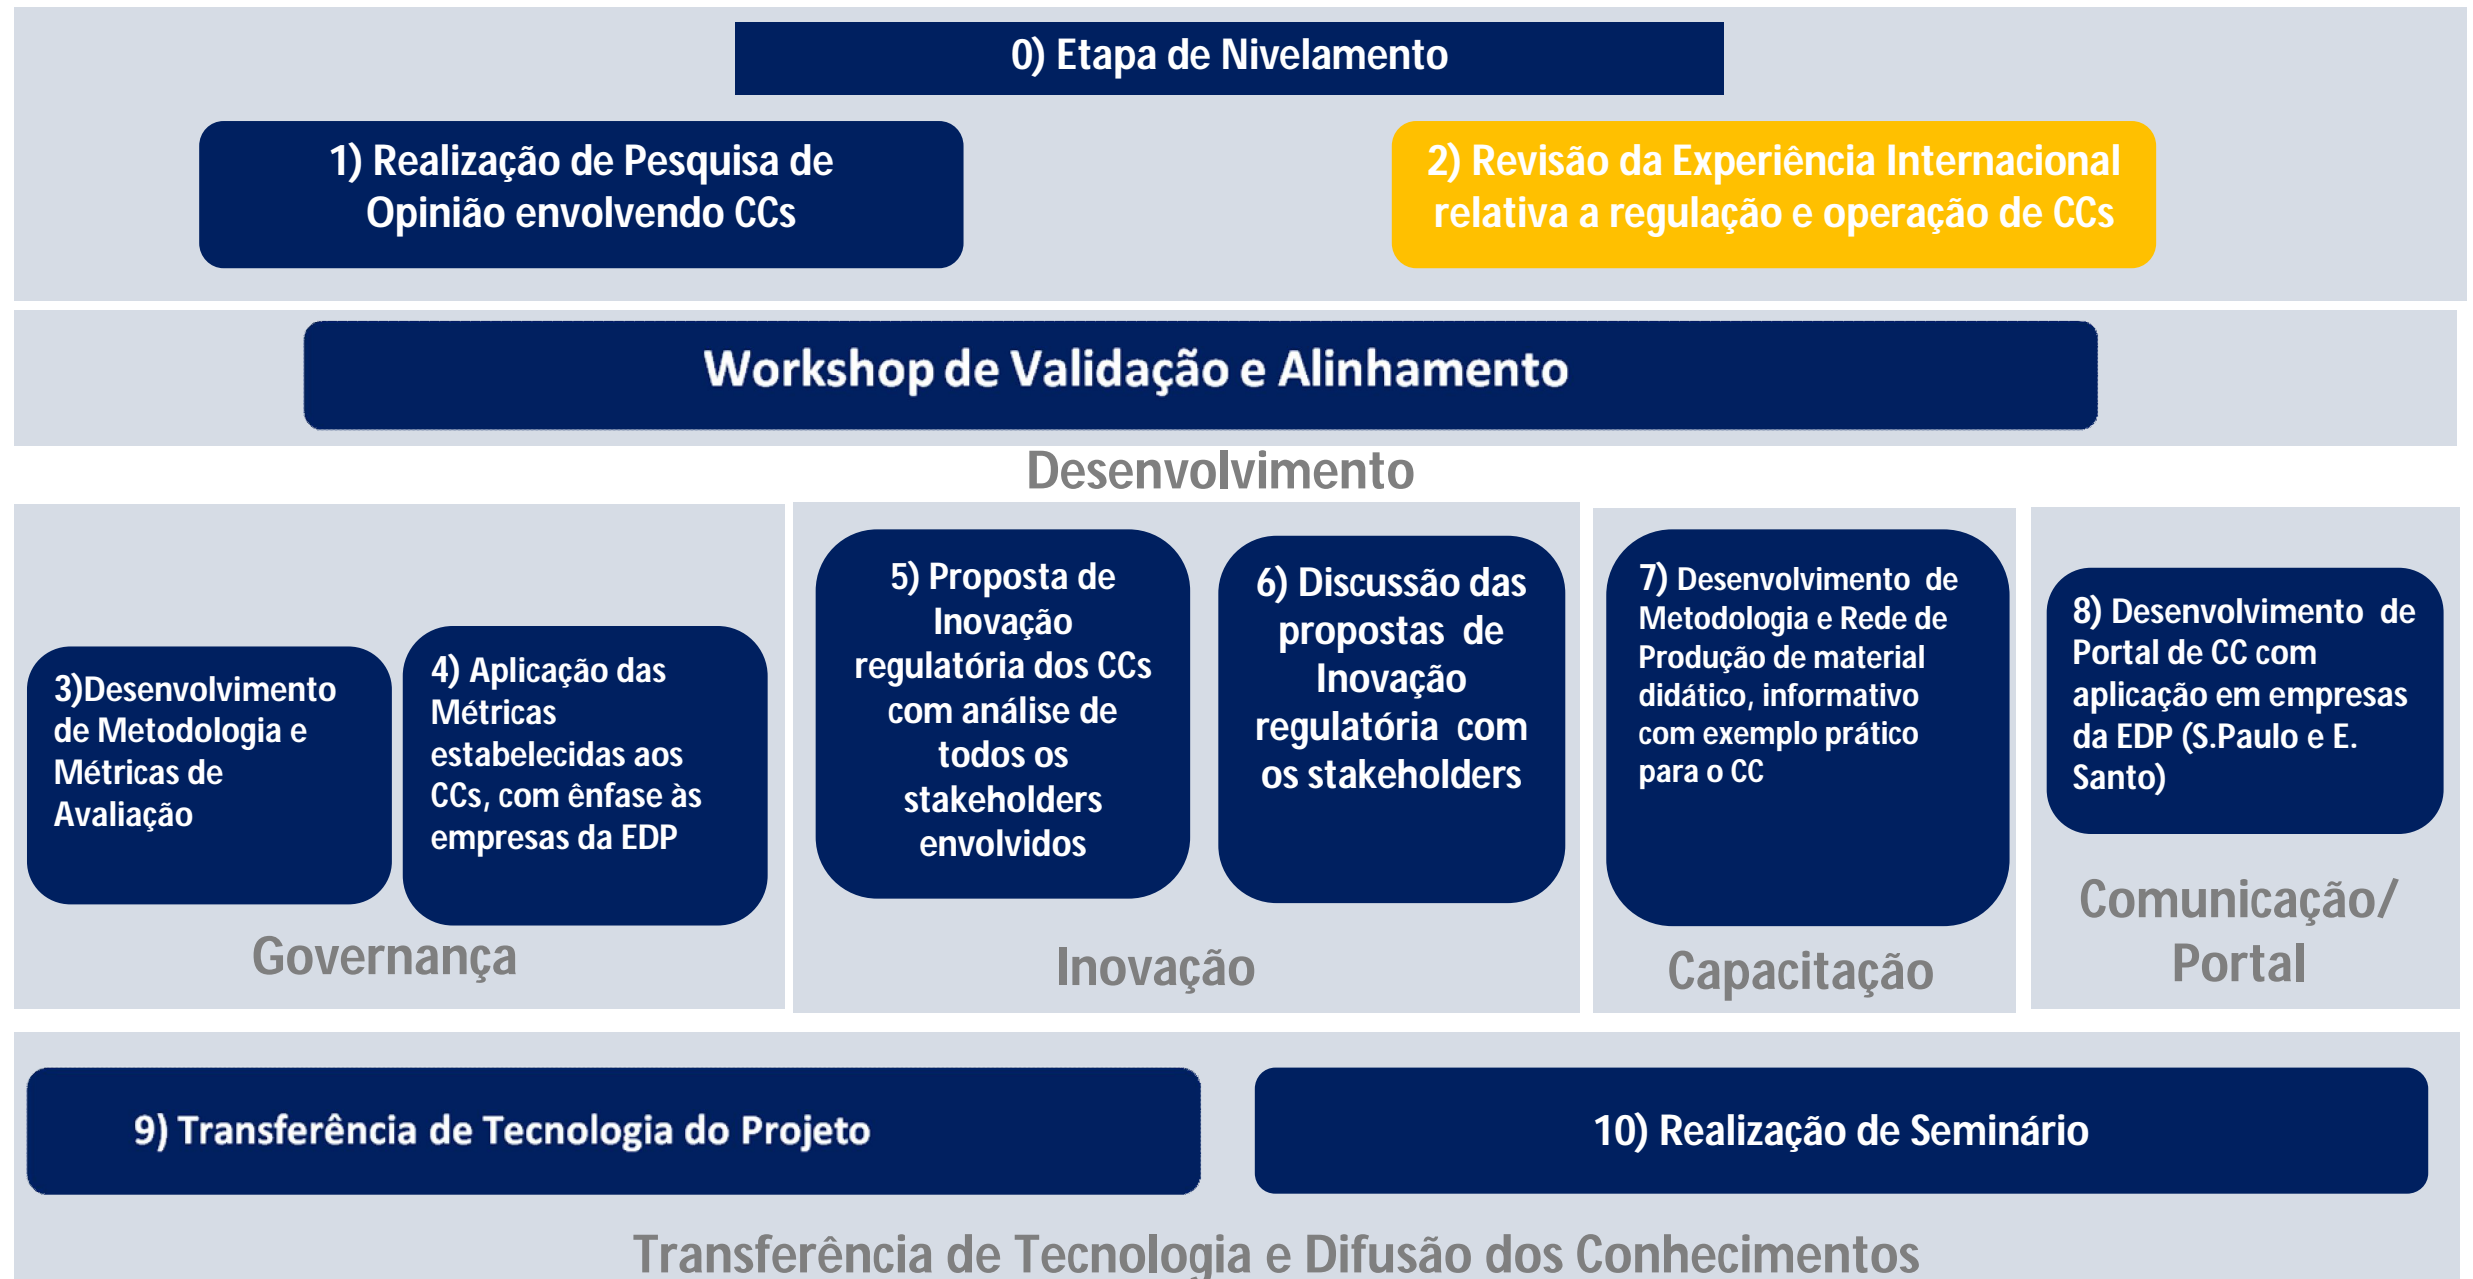 0) Etapa de Nivelamento
1) Realização de Pesquisa de
Opinião envolvendo CCs
2) Revisão da Experiência Internacional
relativa a regulação e operação de CCs
Workshop de Validação e Alinhamento
Desenvolvimento
3)Desenvolvimento
de Metodologia e
Métricas de
Avaliação
4) Aplicação das
Métricas
estabelecidas aos
CCs, com ênfase às
empresas da EDP
Governança
5) Proposta de
Inovação
regulatória dos CCs
com análise de
todos os
stakeholders
envolvidos
6) Discussão das
propostas de
Inovação
regulatória com
os stakeholders
Inovação
7) Desenvolvimento de
Metodologia e Rede de
Produção de material
didático, informativo
com exemplo prático
para o CC
Capacitação
8) Desenvolvimento de
Portal de CC com
aplicação em empresas
da EDP (S.Paulo e E.
Santo)
Comunicação/
Portal
9) Transferência de Tecnologia do Projeto
10) Realização de Seminário
Transferência de Tecnologia e Difusão dos Conhecimentos